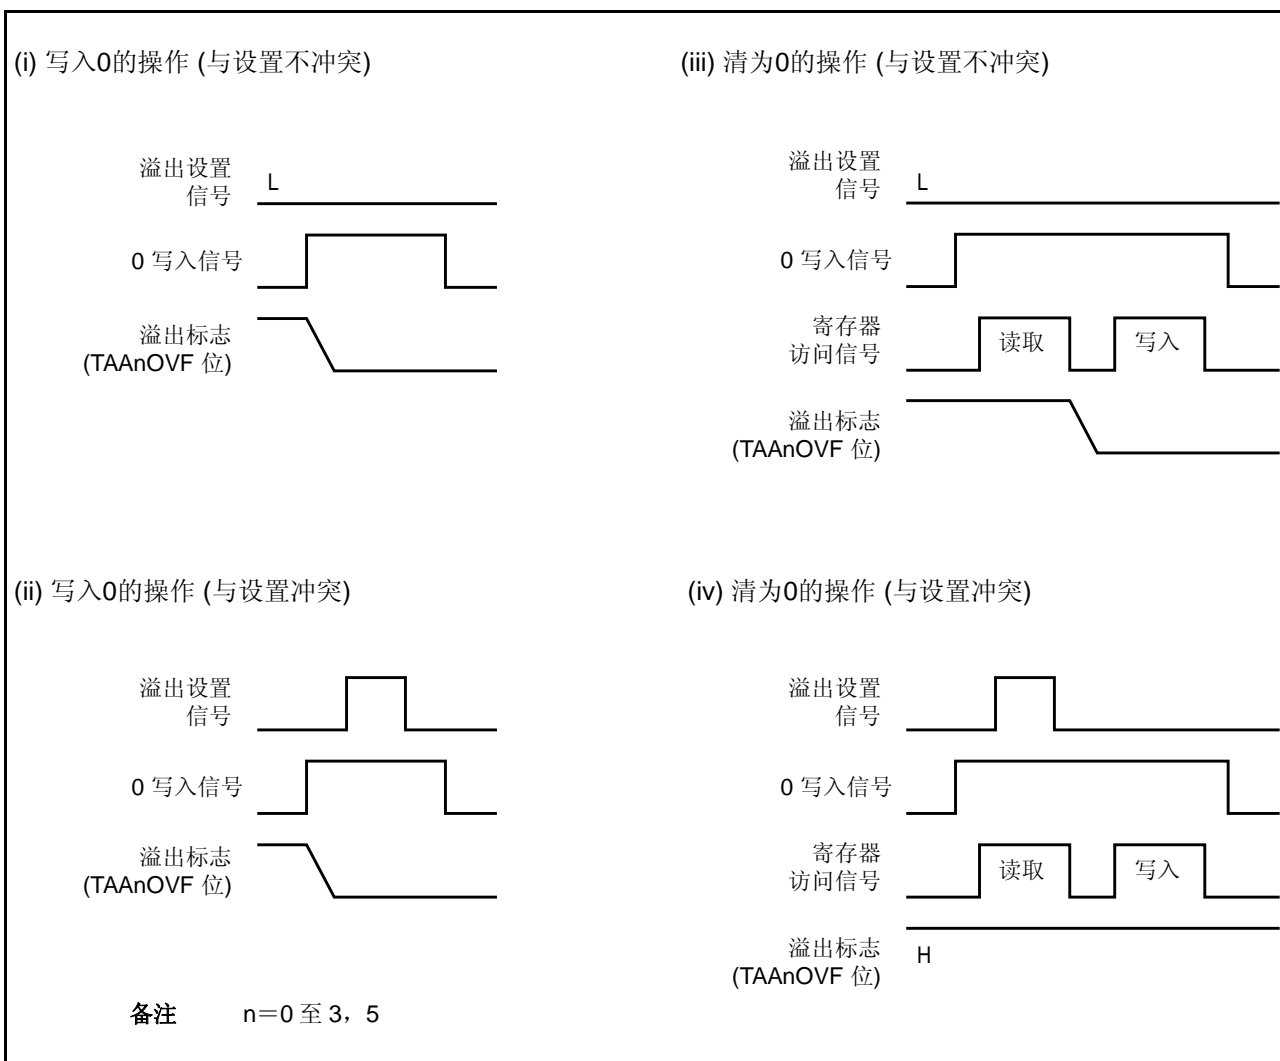 (i) 写入0的操作 (与设置不冲突)
溢出设置
信号
L
0 写入信号
溢出标志
(TAAnOVF 位)
(iii) 清为0的操作 (与设置不冲突)
溢出设置
信号
L
0 写入信号
寄存器
访问信号
读取
写入
溢出标志
(TAAnOVF 位)
(ii) 写入0的操作 (与设置冲突)
溢出设置
信号
0 写入信号
溢出标志
(TAAnOVF 位)
(iv) 清为0的操作 (与设置冲突)
溢出设置
信号
0 写入信号
寄存器
访问信号
读取
写入
溢出标志
(TAAnOVF 位)
H
备注 n＝0 至 3，5